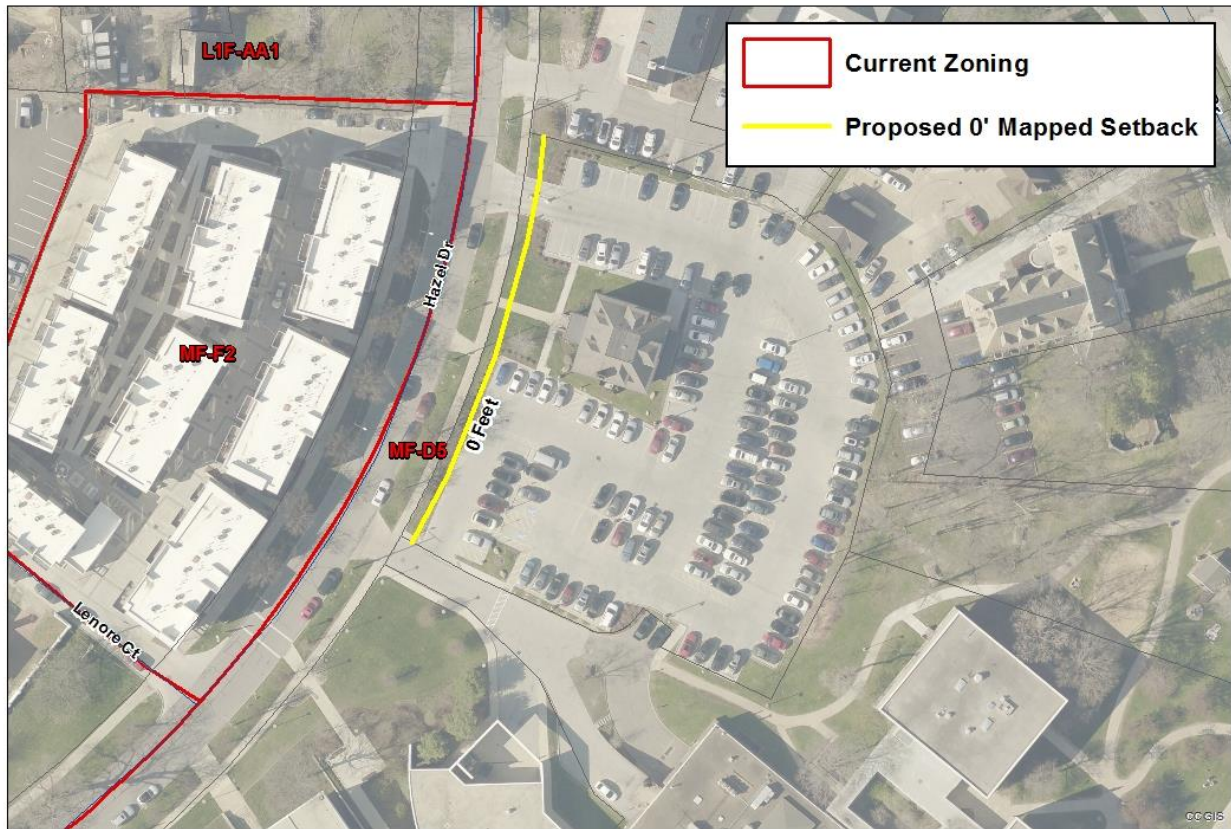 L1F-AA1
Current Zoning
Proposed 0' Mapped Setback
Hazel Dr
MF-F2
0 Feet
MF-D5
Lenore Ct
CCGIS